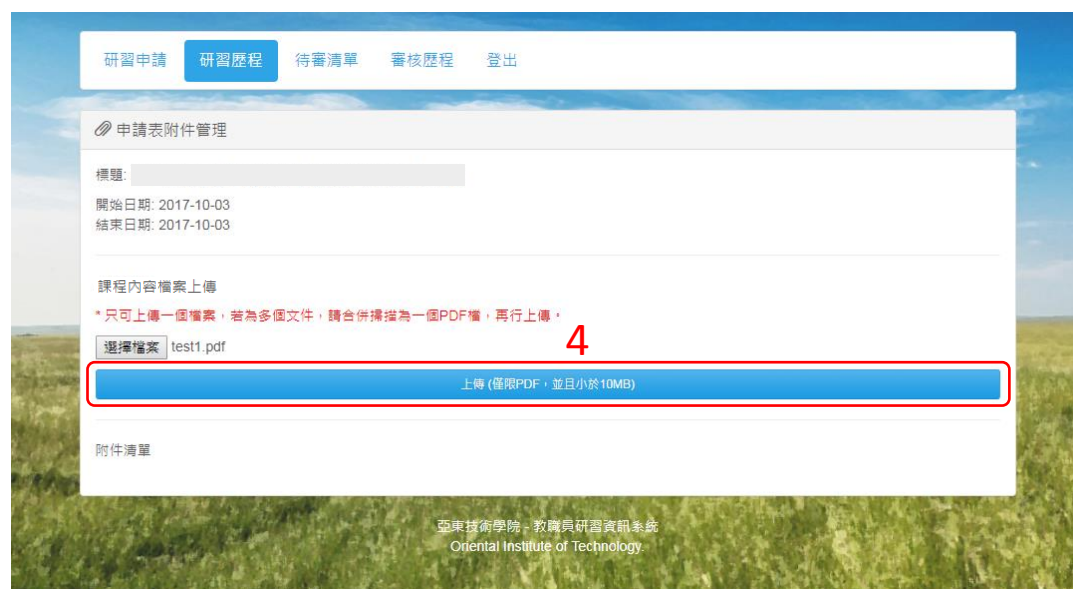 研習申請 研習歷程 待審清單 審核歷程 登出
申請表附件管理
標題:
開始日期: 2017-10-03
結束日期: 2017-10-03
課程內容檔案上傳
* 只可上傳一個檔案，若為多個文件，請合併掃描為一個PDF檔，再行上傳。
4
選擇檔案 test1.pdf
上傳 (僅限PDF，並且小於10MB)
附件清單
亞東技術學院 - 教職員研習資訊系統
Oriental Institute of Technology.